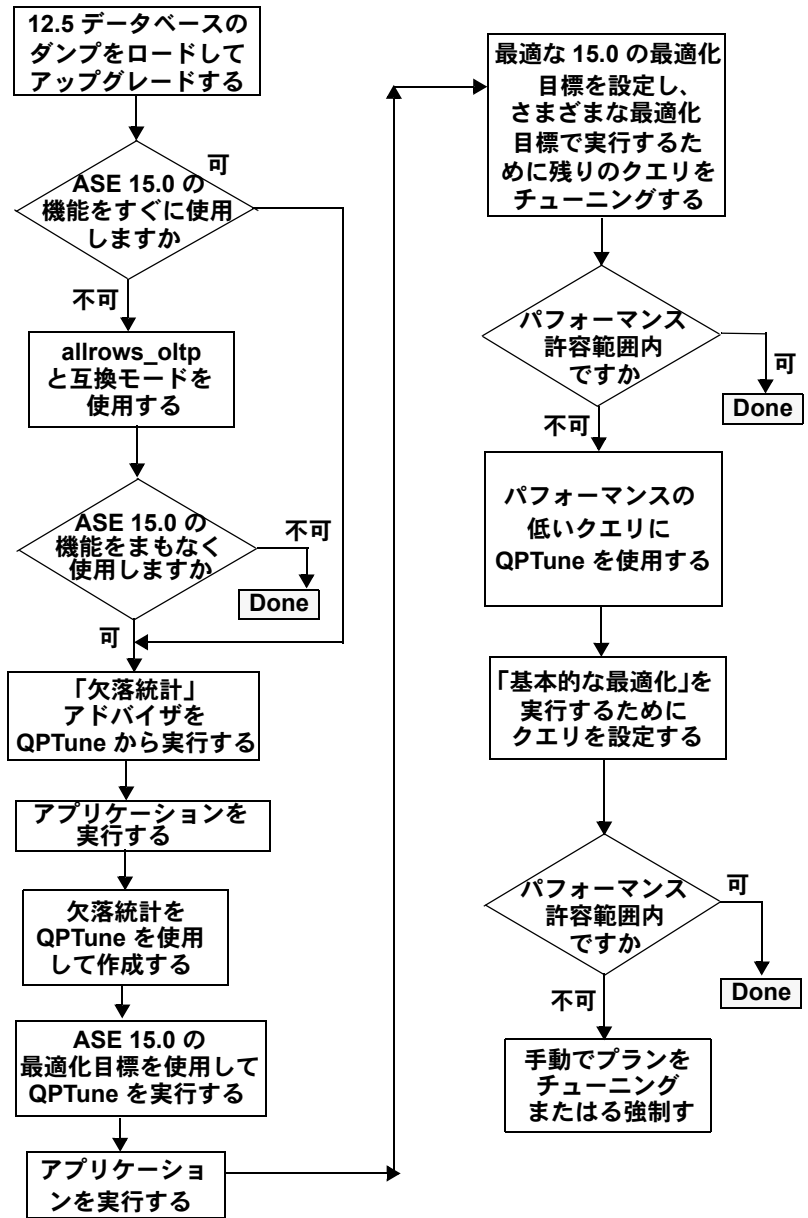 12.5 データベースの
ダンプをロードして
アップグレードする
可
ASE 15.0 の
機能をすぐに使用
しますか
不可
allrows_oltp
と互換モードを
使用する
ASE 15.0 の
機能をまもなく
使用しますか
不可
Done
可
「欠落統計」
アドバイザを
QPTune から実行する
アプリケーションを
実行する
欠落統計を
QPTune を使用
して作成する
ASE 15.0 の
最適化目標を使用して
QPTune を実行する
アプリケーショ
ンを実行する
最適な 15.0 の最適化
目標を設定し、
さまざまな最適化
目標で実行するた
めに残りのクエリを
チューニングする
パフォーマンス
許容範囲内
ですか
可
Done
不可
パフォーマンスの
低いクエリに
QPTune を使用する
「基本的な最適化」を
実行するために
クエリを設定する
パフォーマンス
許容範囲内
ですか
可
Done
不可
手動でプランを
チューニング
またはる強制す